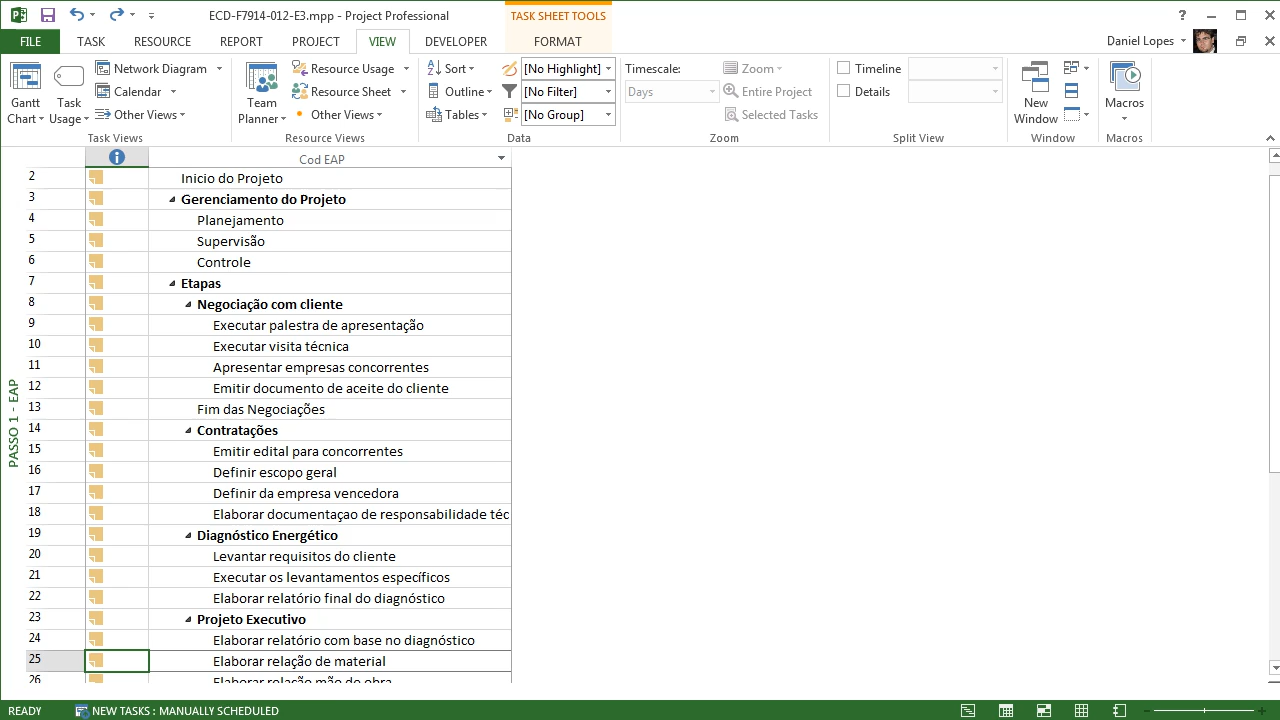 ECD-F7914-012-E3.mpp - Project Professional
TASK SHEET TOOLS
?
FILE TASK RESOURCE REPORT PROJECT VIEW DEVELOPER FORMAT
Daniel Lopes
Gantt Chart
Task Usage
Network Diagram
Calendar
Other Views
Task Views
Team Planner
Resource Usage
Resource Sheet
Other Views
Resource Views
Sort
Outline
Tables
[No Highlight]
[No Filter]
[No Group]
Data
Timescale:
Days
Zoom
Entire Project
Selected Tasks
Zoom
Timeline
Details
Split View
New Window
Window
Macros
Macros
Cod EAP
PASSO 1 - EAP
2 Inicio do Projeto
3 Gerenciamento do Projeto
4 Planejamento
5 Supervisão
6 Controle
7 Etapas
8 Negociação com cliente
9 Executar palestra de apresentação
10 Executar visita técnica
11 Apresentar empresas concorrentes
12 Emitir documento de aceite do cliente
13 Fim das Negociações
14 Contratações
15 Emitir edital para concorrentes
16 Definir escopo geral
17 Definir da empresa vencedora
18 Elaborar documentaçao de responsabilidade téc
19 Diagnóstico Energético
20 Levantar requisitos do cliente
21 Executar os levantamentos específicos
22 Elaborar relatório final do diagnóstico
23 Projeto Executivo
24 Elaborar relatório com base no diagnóstico
25 Elaborar relação de material
26 Elaborar relação mão de obra
READY NEW TASKS : MANUALLY SCHEDULED